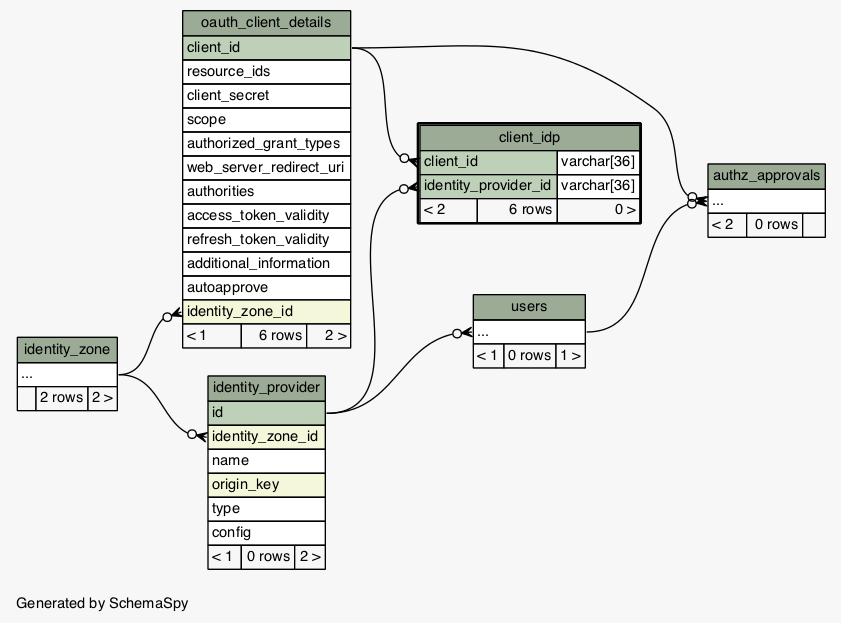 oauth_client_details
client_id
resource_ids
client_secret
scope
authorized_grant_types
web_server_redirect_uri
authorities
access_token_validity
refresh_token_validity
additional_information
autoapprove
identity_zone_id
< 1 6 rows 2 >
client_idp
client_id varchar[36]
identity_provider_id varchar[36]
< 2 6 rows 0 >
authz_approvals
...
< 2 0 rows
users
...
< 1 0 rows 1 >
identity_zone
...
2 rows 2 >
identity_provider
id
identity_zone_id
name
origin_key
type
config
< 1 0 rows 2 >
Generated by SchemaSpy